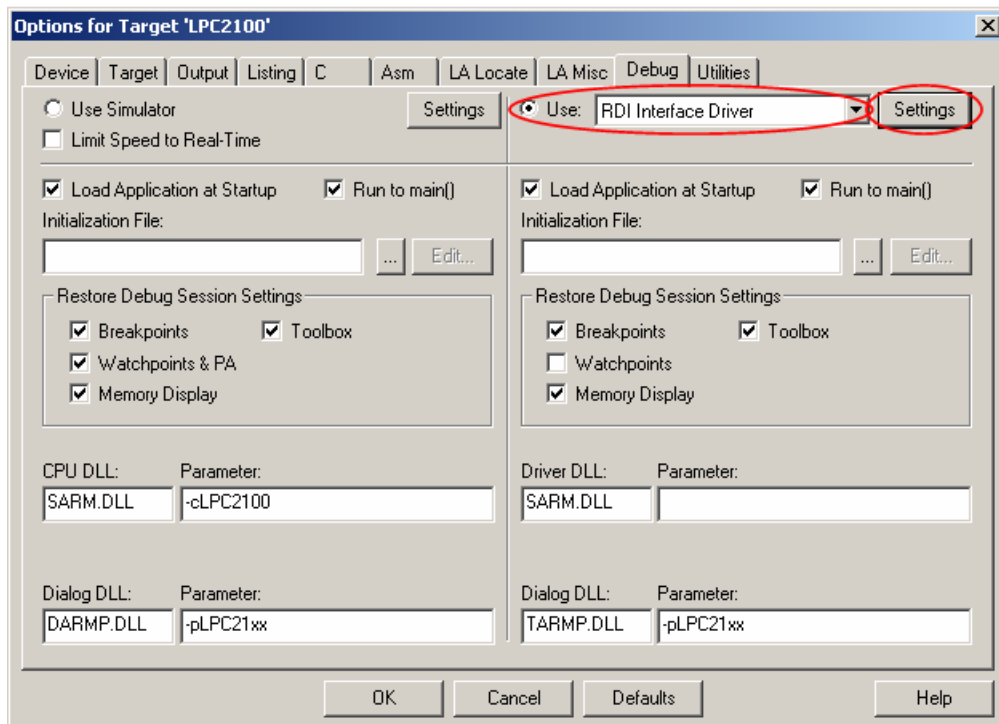 Options for Target 'LPC2100'
Device Target Output Listing C Asm LA Locate LA Misc Debug Utilities
Use Simulator Settings Use: RDI Interface Driver Settings
Limit Speed to Real-Time
Load Application at Startup Run to main() Load Application at Startup Run to main()
Initialization File: Initialization File:
... Edit... ... Edit...
Restore Debug Session Settings Restore Debug Session Settings
Breakpoints Toolbox Breakpoints Toolbox
Watchpoints & PA Watchpoints
Memory Display Memory Display
CPU DLL: Parameter: Driver DLL: Parameter:
SARM.DLL -cLPC2100 SARM.DLL
Dialog DLL: Parameter: Dialog DLL: Parameter:
DARMP.DLL -pLPC21xx TARMP.DLL -pLPC21xx
OK Cancel Defaults Help